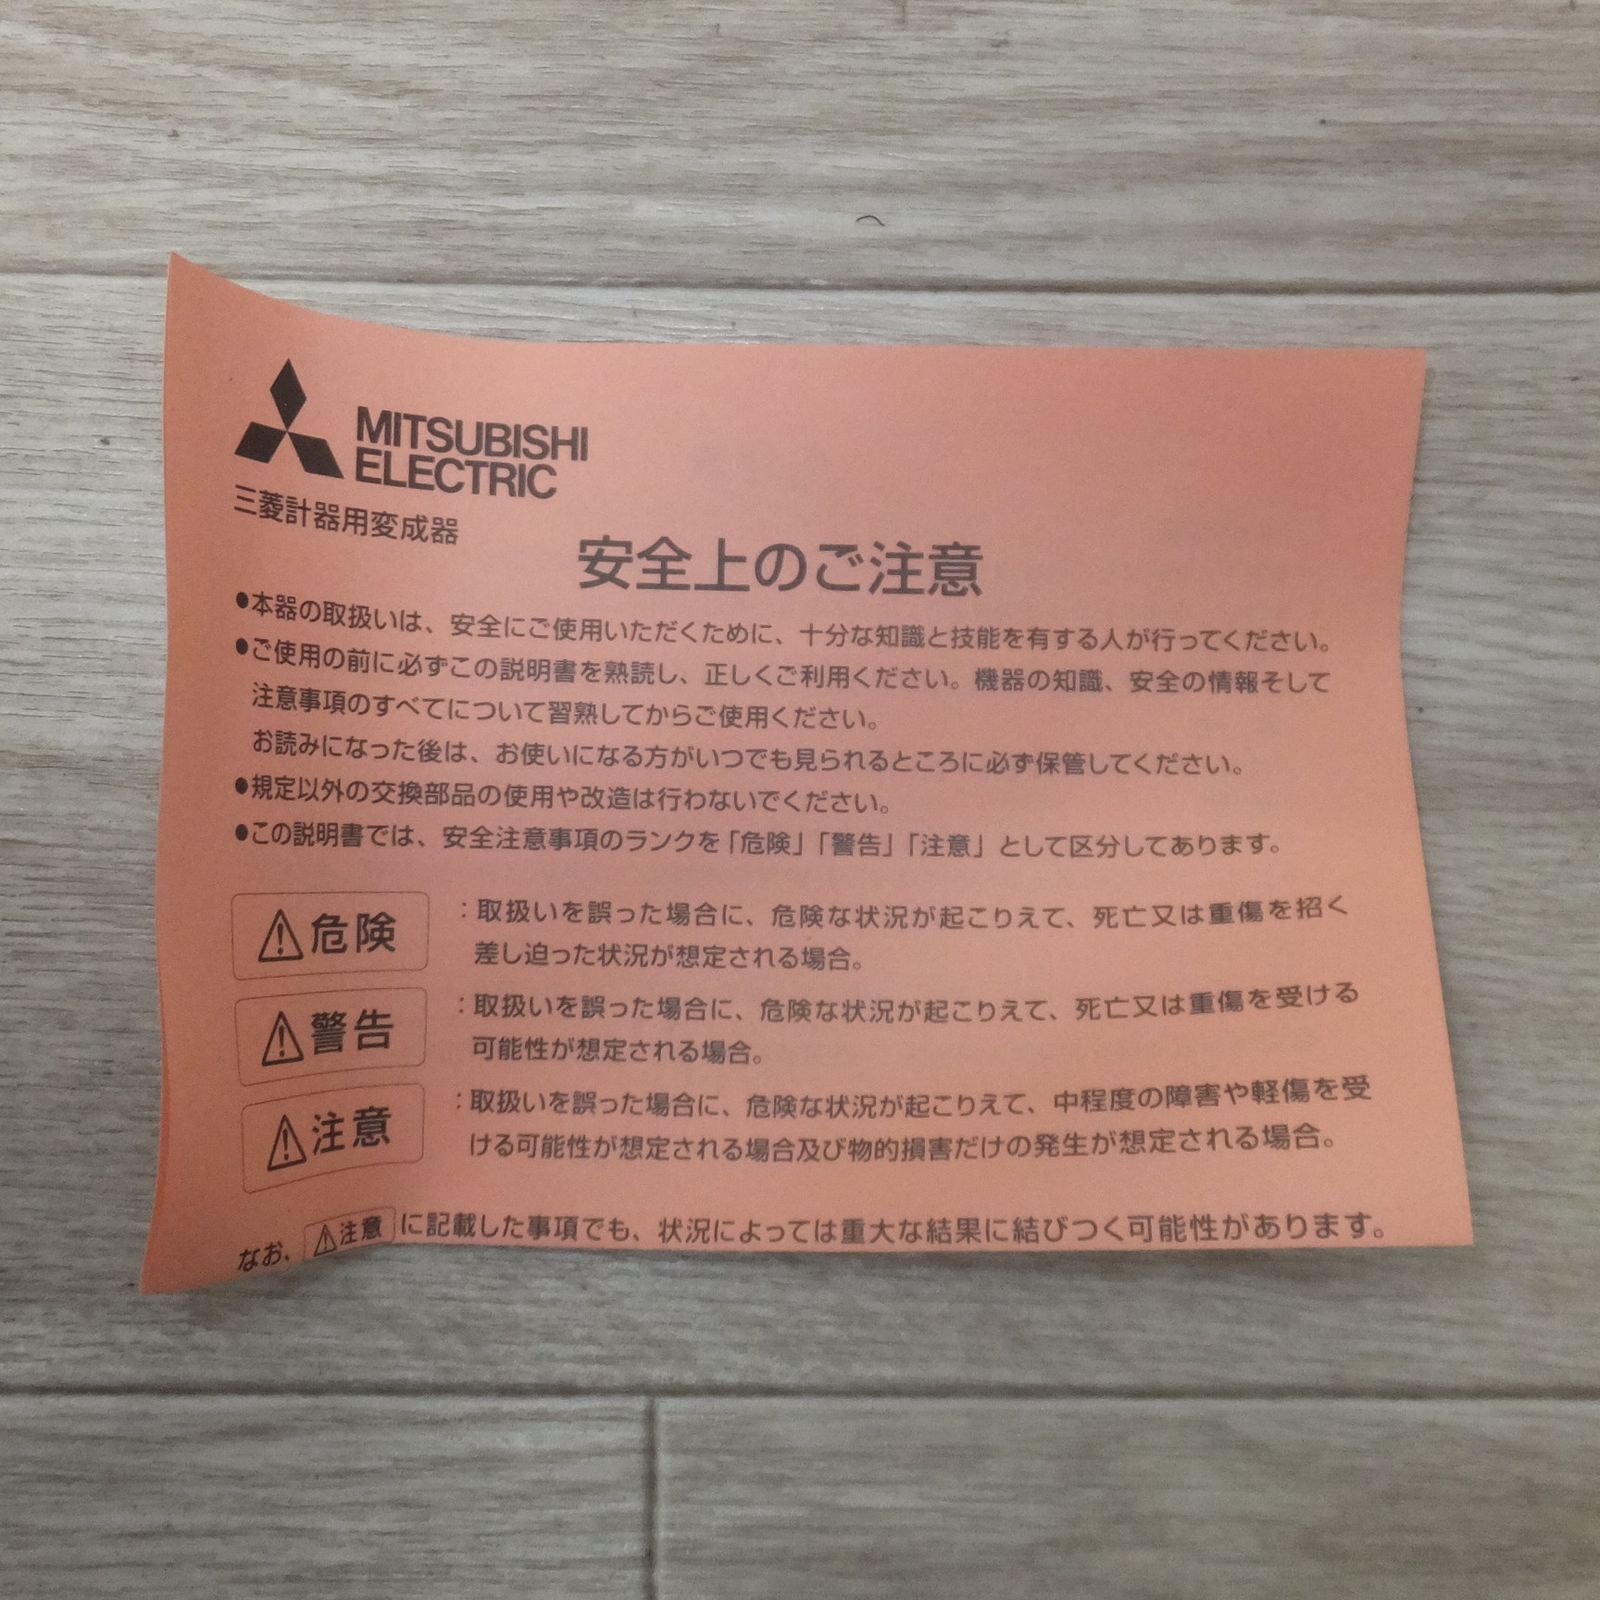 MITSUBISHI
ELECTRIC
三菱計器用変成器
安全上のご注意
●本器の取扱いは、安全にご使用いただくために、十分な知識と技能を有する人が行ってください。
●ご使用の前に必ずこの説明書を熟読し、正しくご利用ください。機器の知識、安全の情報そして
注意事項のすべてについて習熟してからご使用ください。
お読みになった後は、お使いになる方がいつでも見られるところに必ず保管してください。
●規定以外の交換部品の使用や改造は行わないでください。
●この説明書では、安全注意事項のランクを「危険」「警告」「注意」として区分してあります。
⚠危険 :取扱いを誤った場合に、危険な状況が起こりえて、死亡又は重傷を招く
差し迫った状況が想定される場合。
⚠警告 :取扱いを誤った場合に、危険な状況が起こりえて、死亡又は重傷を受ける
可能性が想定される場合。
⚠注意 :取扱いを誤った場合に、危険な状況が起こりえて、中程度の障害や軽傷を受
ける可能性が想定される場合及び物的損害だけの発生が想定される場合。
なお、⚠注意に記載した事項でも、状況によっては重大な結果に結びつく可能性があります。